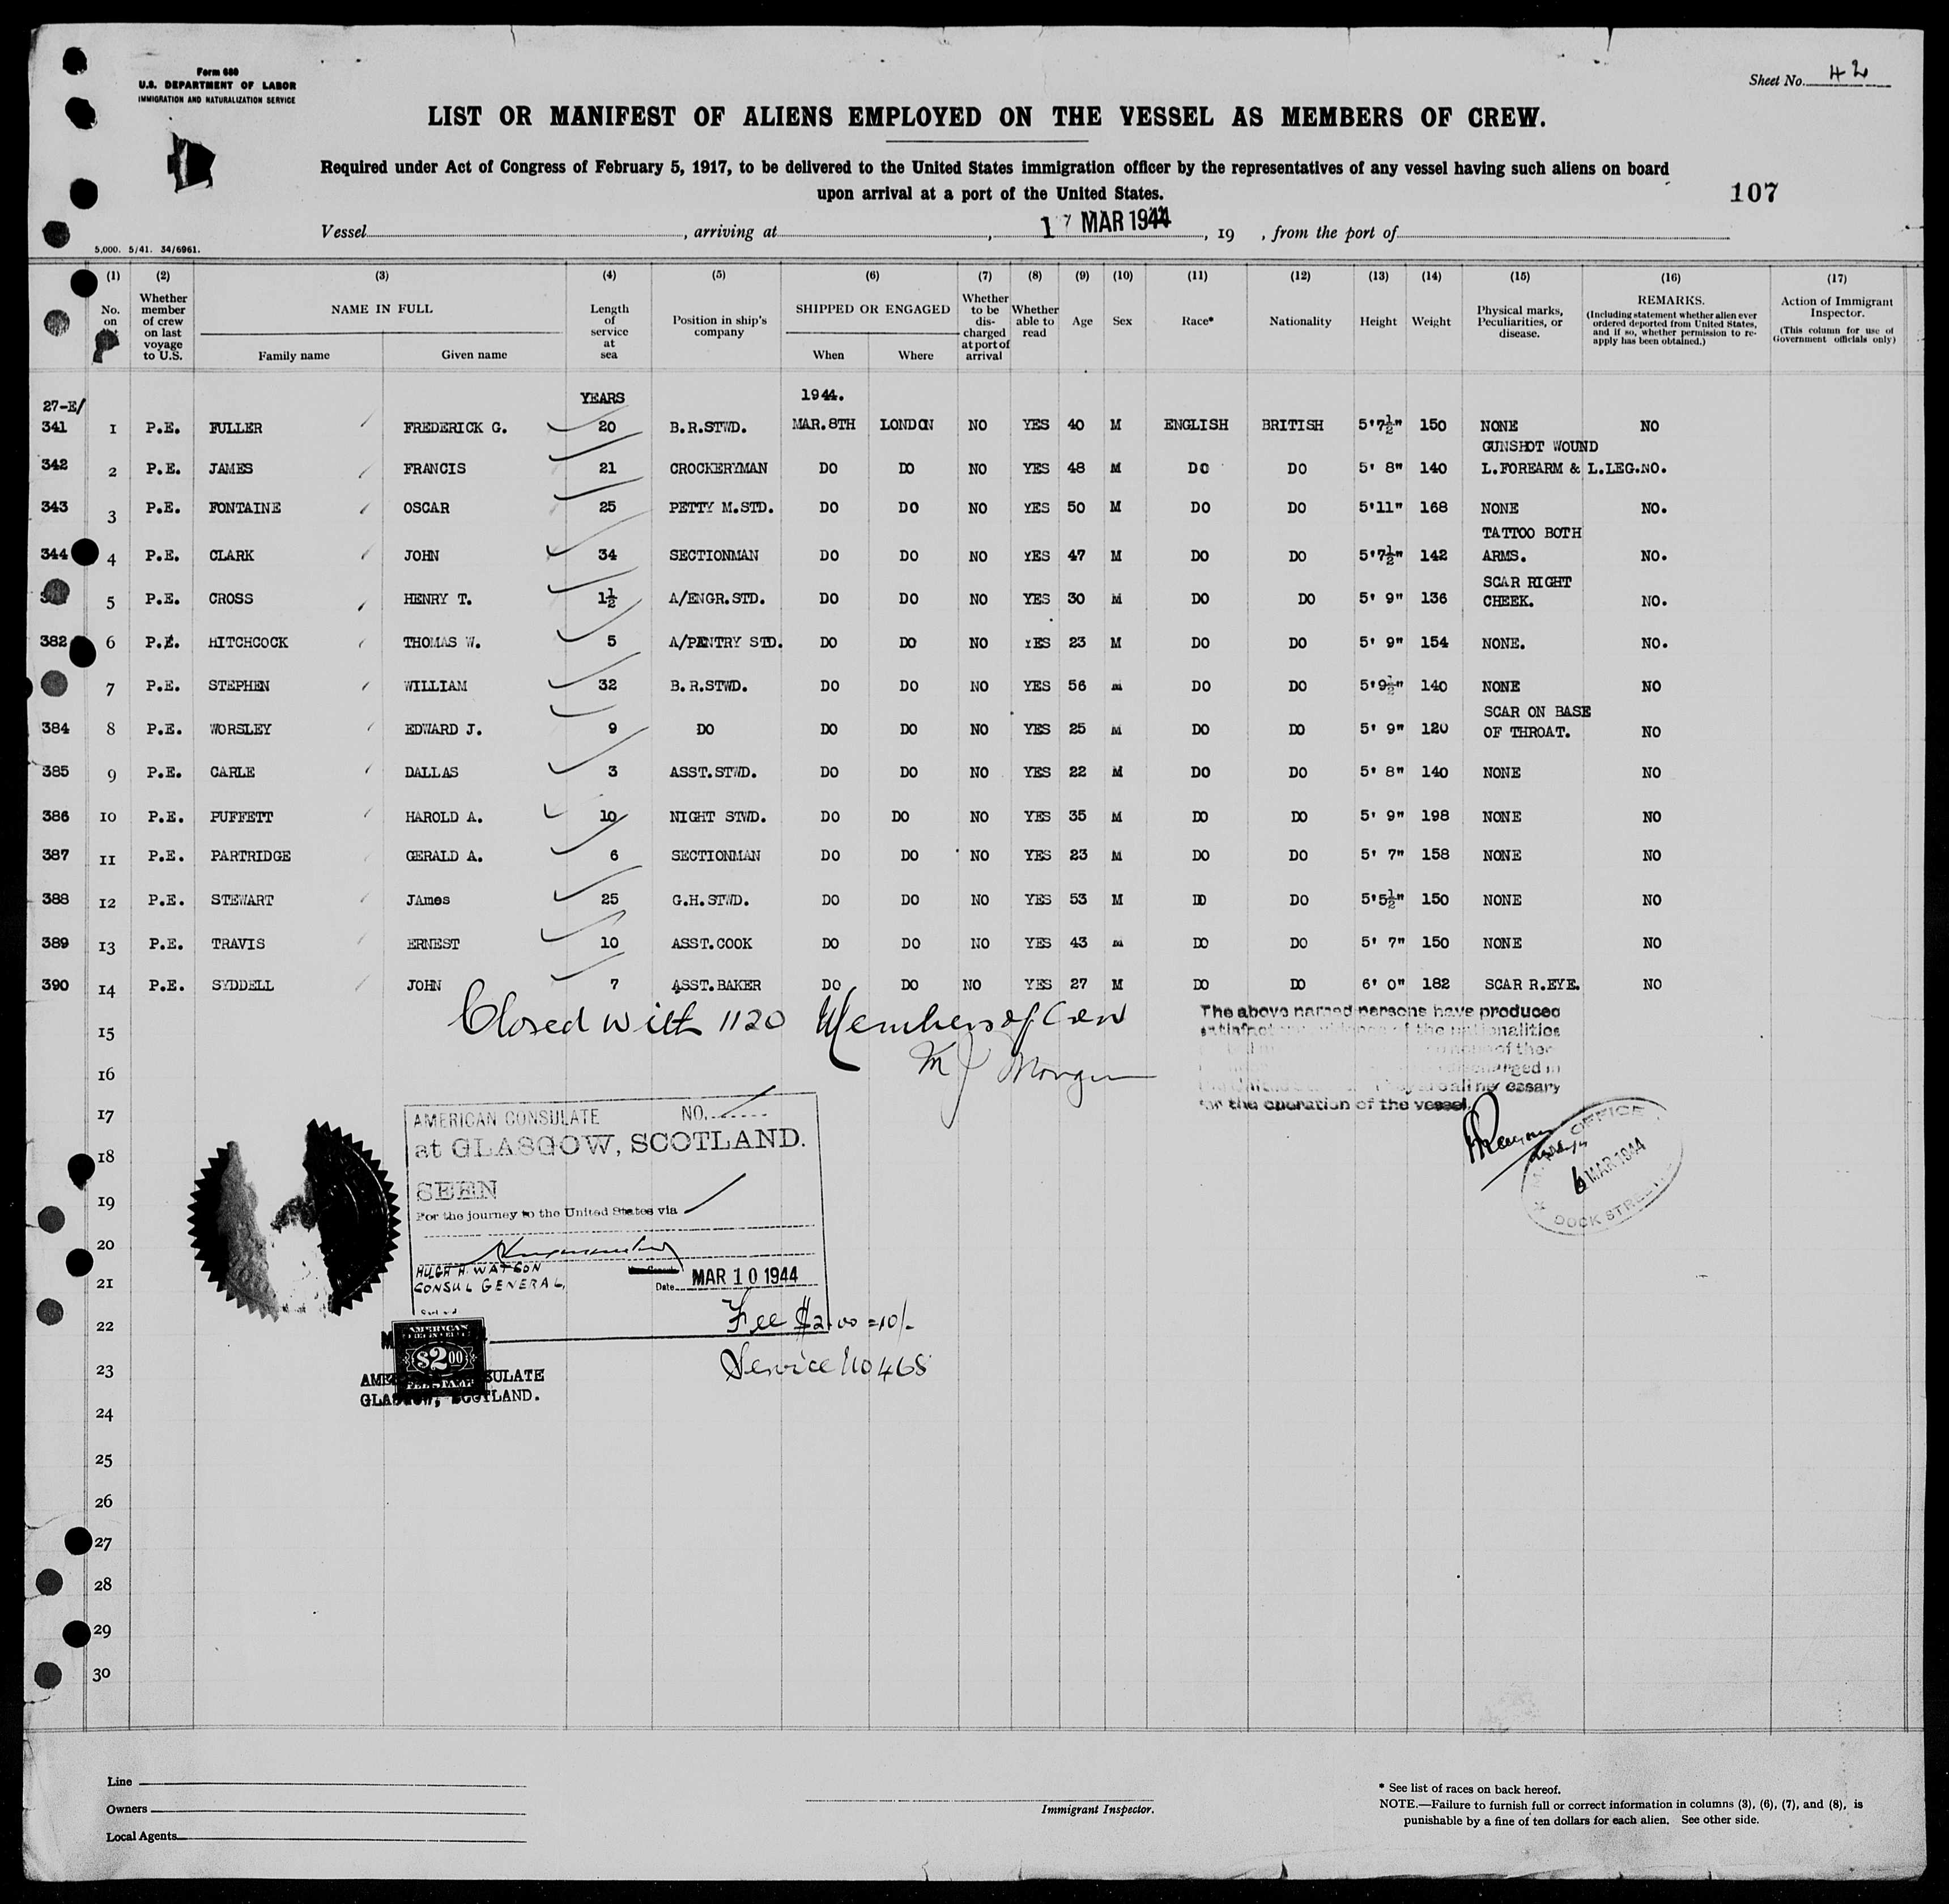 Form 680
U.S. DEPARTMENT OF LABOR
IMMIGRATION AND NATURALIZATION SERVICE
Sheet No. 42
LIST OR MANIFEST OF ALIENS EMPLOYED ON THE VESSEL AS MEMBERS OF CREW.
Required under Act of Congress of February 5, 1917, to be delivered to the United States immigration officer by the representatives of any vessel having such aliens on board
upon arrival at a port of the United States.
107
Vessel , arriving at , 17 MAR 1944 , 19 , from the port of
5,000. 5/41. 34/6961.
(1) (2) (3) (4) (5) (6) (7) (8) (9) (10) (11) (12) (13) (14) (15) (16) (17)
No. on
Whether member of crew on last voyage to U.S.
NAME IN FULL
Family name Given name
Length of service at sea
Position in ship's company
SHIPPED OR ENGAGED
When Where
Whether to be discharged at port of arrival
Whether able to read
Age
Sex
Race*
Nationality
Height
Weight
Physical marks, Peculiarities, or disease.
REMARKS.
(Including statement whether alien ever ordered deported from United States, and if so, whether permission to re-apply has been obtained.)
Action of Immigrant Inspector.
(This column for use of Government officials only)
27-E/ YEARS 1944.
341 1 P.E. FULLER FREDERICK G. 20 B.R.STWD. MAR.8TH LONDON NO YES 40 M ENGLISH BRITISH 5'7½" 150 NONE NO
342 2 P.E. JAMES FRANCIS 21 CROCKERYMAN DO DO NO YES 48 M DO DO 5' 8" 140 GUNSHOT WOUND L.FOREARM & L.LEG. NO.
343 3 P.E. FONTAINE OSCAR 25 PETTY M.STD. DO DO NO YES 50 M DO DO 5'11" 168 NONE NO.
344 4 P.E. CLARK JOHN 34 SECTIONMAN DO DO NO YES 47 M DO DO 5'7½" 142 TATTOO BOTH ARMS. NO.
5 P.E. CROSS HENRY T. 1½ A/ENGR.STD. DO DO NO YES 30 M DO DO 5' 9" 136 SCAR RIGHT CHEEK. NO.
382 6 P.E. HITCHCOCK THOMAS W. 5 A/PANTRY STD. DO DO NO YES 23 M DO DO 5' 9" 154 NONE. NO.
7 P.E. STEPHEN WILLIAM 32 B.R.STWD. DO DO NO YES 56 M DO DO 5'9½" 140 NONE NO
384 8 P.E. WORSLEY EDWARD J. 9 DO DO DO NO YES 25 M DO DO 5' 9" 120 SCAR ON BASE OF THROAT. NO
385 9 P.E. CARLE DALLAS 3 ASST.STWD. DO DO NO YES 22 M DO DO 5' 8" 140 NONE NO
386 10 P.E. PUFFETT HAROLD A. 10 NIGHT STWD. DO DO NO YES 35 M DO DO 5' 9" 198 NONE NO
387 11 P.E. PARTRIDGE GERALD A. 6 SECTIONMAN DO DO NO YES 23 M DO DO 5' 7" 158 NONE NO
388 12 P.E. STEWART JAmes 25 G.H.STWD. DO DO NO YES 53 M DO DO 5'5½" 150 NONE NO
389 13 P.E. TRAVIS ERNEST 10 ASST.COOK DO DO NO YES 43 m DO DO 5' 7" 150 NONE NO
390 14 P.E. SYDDELL JOHN 7 ASST.BAKER DO DO NO YES 27 M DO DO 6' 0" 182 SCAR R.EYE. NO
Closed with 1120 Members of Crew
M J Morgan
The above named persons have produced
for the operation of the vessel.
15
16
17
18
19
20
21
22
23
24
25
26
27
28
29
30
AMERICAN CONSULATE NO.
at GLASGOW, SCOTLAND.
SEEN
For the journey to the United States via
HUGH H. WATSON
CONSUL GENERAL,
Date MAR 10 1944
Fee $2.00 = 10/-
Service No 468
AMERICAN
$2.00
FEE STAMP
GLASGOW, SCOTLAND.
OFFICE
6 MAR 1944
DOCK STREET
Line
Owners
Local Agents
Immigrant Inspector.
* See list of races on back hereof.
NOTE.—Failure to furnish full or correct information in columns (3), (6), (7), and (8), is
punishable by a fine of ten dollars for each alien. See other side.